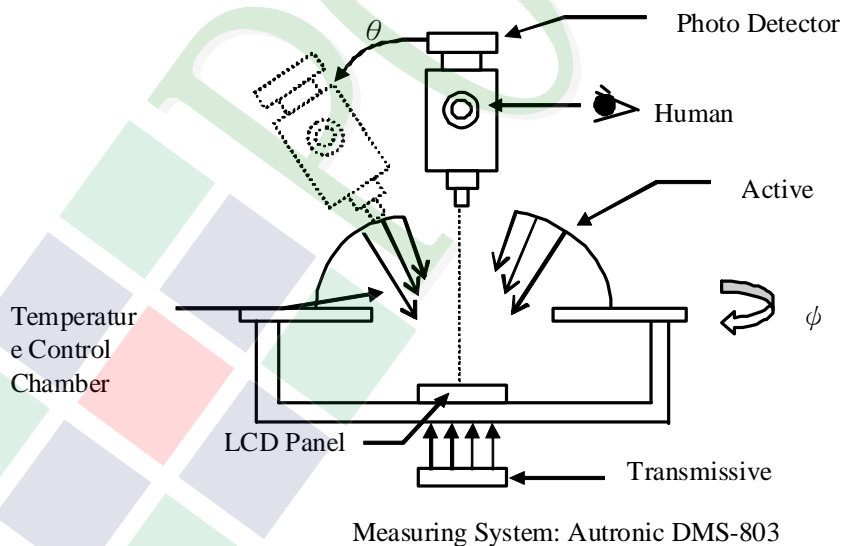 Photo Detector
θ
Human
Active
Temperatur
e Control
Chamber
ϕ
LCD Panel
Transmissive
Measuring System: Autronic DMS-803